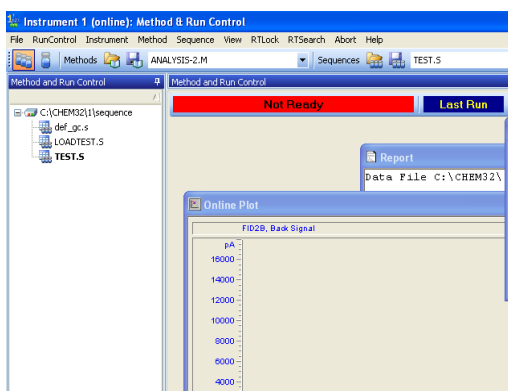 Instrument 1 (online): Method & Run Control
File RunControl Instrument Method Sequence View RTLock RTSearch Abort Help
Methods ANALYSIS-2.M Sequences TEST.S
Method and Run Control
Method and Run Control
Not Ready Last Run
C:\CHEM32\1\sequence
def_gc.s
LOADTEST.S
TEST.S
Report
Data File C:\CHEM32\
Online Plot
FID2B, Back Signal
pA
16000
14000
12000
10000
8000
6000
4000